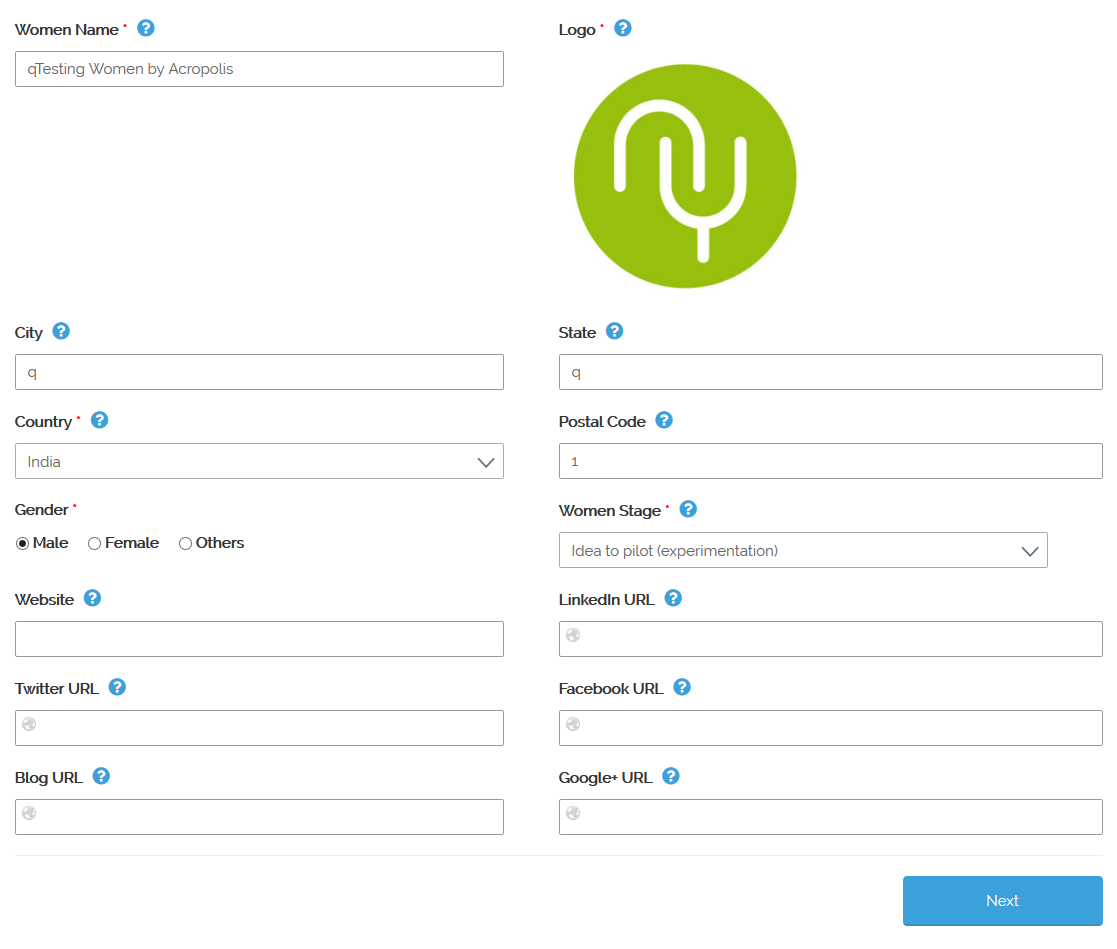 Women Name * ?
Logo * ?
qTesting Women by Acropolis
City ?
State ?
q
q
Country * ?
Postal Code ?
India
1
Gender *
Women Stage * ?
Male Female Others
Idea to pilot (experimentation)
Website ?
LinkedIn URL ?
Twitter URL ?
Facebook URL ?
Blog URL ?
Google+ URL ?
Next